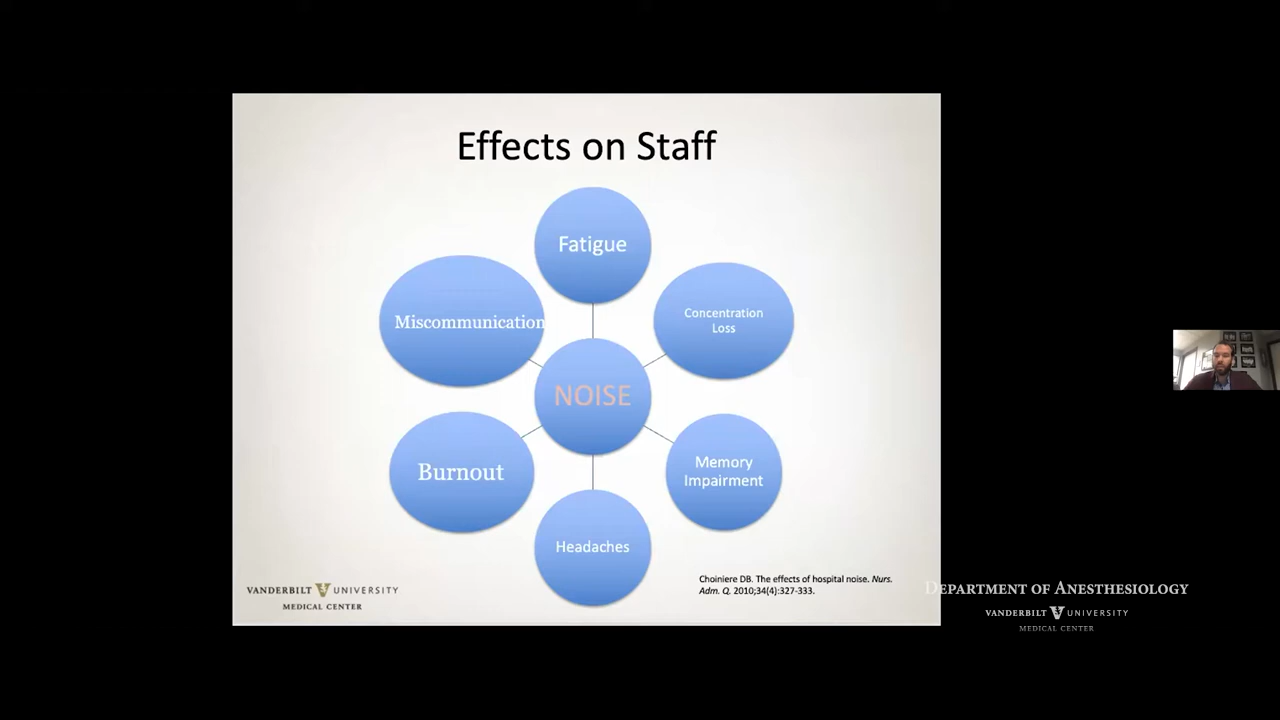 Effects on Staff
Fatigue
Miscommunication
Concentration
Loss
NOISE
Burnout
Memory
Impairment
Headaches
Choiniere DB. The effects of hospital noise. Nurs.
Adm. Q. 2010;34(4):327-333.
VANDERBILT V UNIVERSITY
MEDICAL CENTER
DEPARTMENT OF ANESTHESIOLOGY
VANDERBILT V UNIVERSITY
MEDICAL CENTER